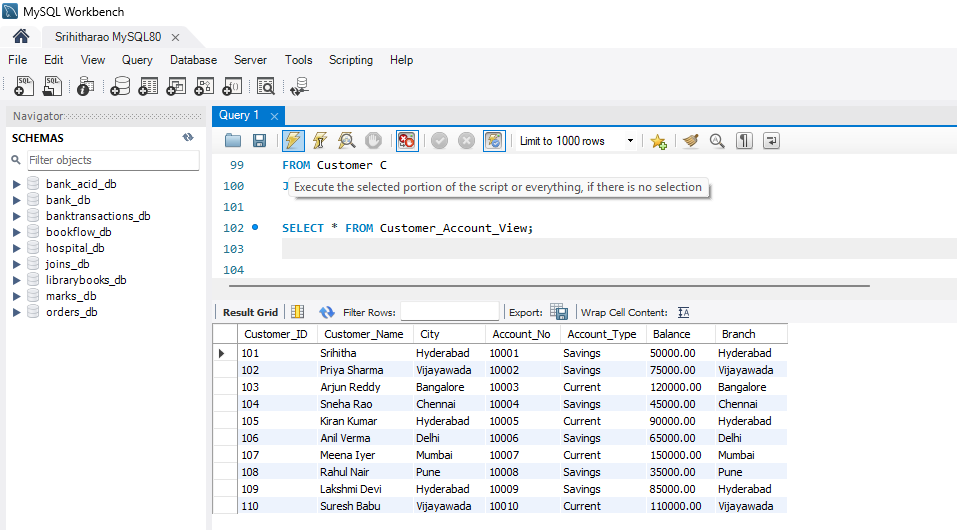 MySQL Workbench
Srihitharao MySQL80
File Edit View Query Database Server Tools Scripting Help
Navigator
SCHEMAS
Filter objects
bank_acid_db
bank_db
banktransactions_db
bookflow_db
hospital_db
joins_db
librarybooks_db
marks_db
orders_db
Query 1
Limit to 1000 rows
99 FROM Customer C
100 J
Execute the selected portion of the script or everything, if there is no selection
101
102 SELECT * FROM Customer_Account_View;
103
104
Result Grid Filter Rows: Export: Wrap Cell Content:
Customer_ID Customer_Name City Account_No Account_Type Balance Branch
101 Srihitha Hyderabad 10001 Savings 50000.00 Hyderabad
102 Priya Sharma Vijayawada 10002 Savings 75000.00 Vijayawada
103 Arjun Reddy Bangalore 10003 Current 120000.00 Bangalore
104 Sneha Rao Chennai 10004 Savings 45000.00 Chennai
105 Kiran Kumar Hyderabad 10005 Current 90000.00 Hyderabad
106 Anil Verma Delhi 10006 Savings 65000.00 Delhi
107 Meena Iyer Mumbai 10007 Current 150000.00 Mumbai
108 Rahul Nair Pune 10008 Savings 35000.00 Pune
109 Lakshmi Devi Hyderabad 10009 Savings 85000.00 Hyderabad
110 Suresh Babu Vijayawada 10010 Current 110000.00 Vijayawada